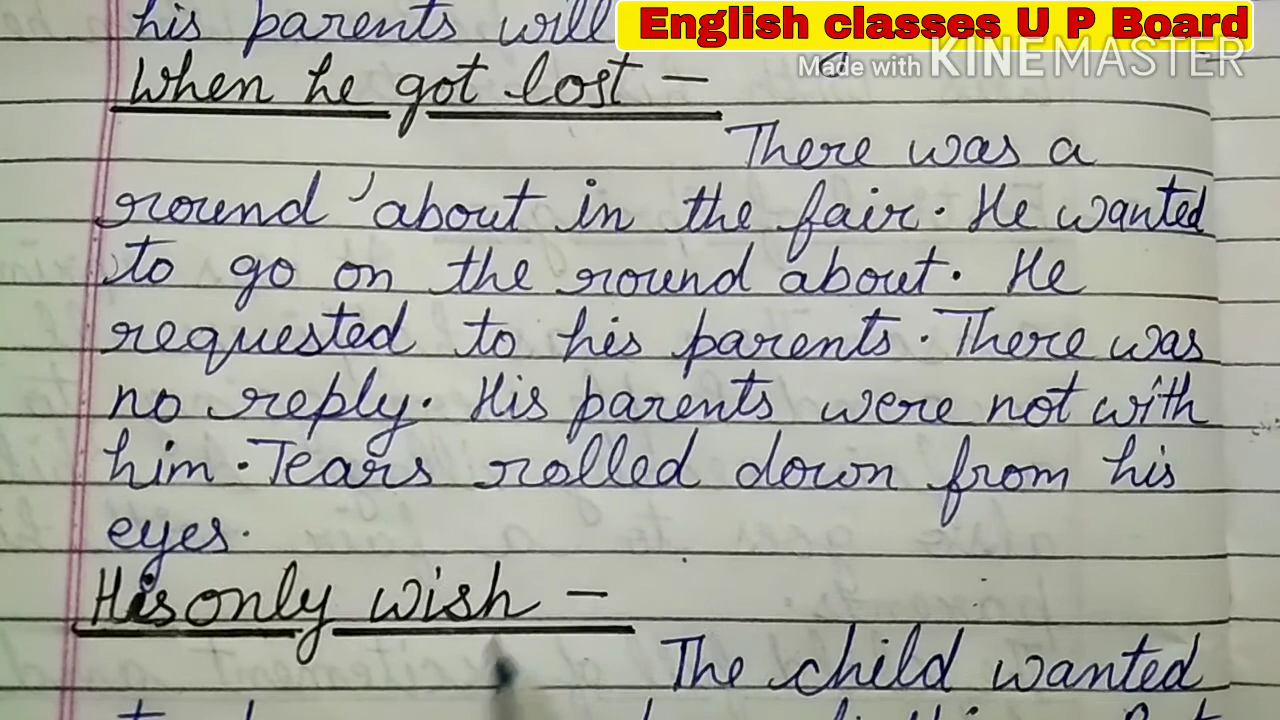 his parents will
English classes U P Board
Made with KINEMASTER
When he got lost -
There was a
round 'about in the fair. He wanted
to go on the round about. He
requested to his parents. There was
no reply. His parents were not with
him. Tears rolled down from his
eyes.
His only wish -
The child wanted